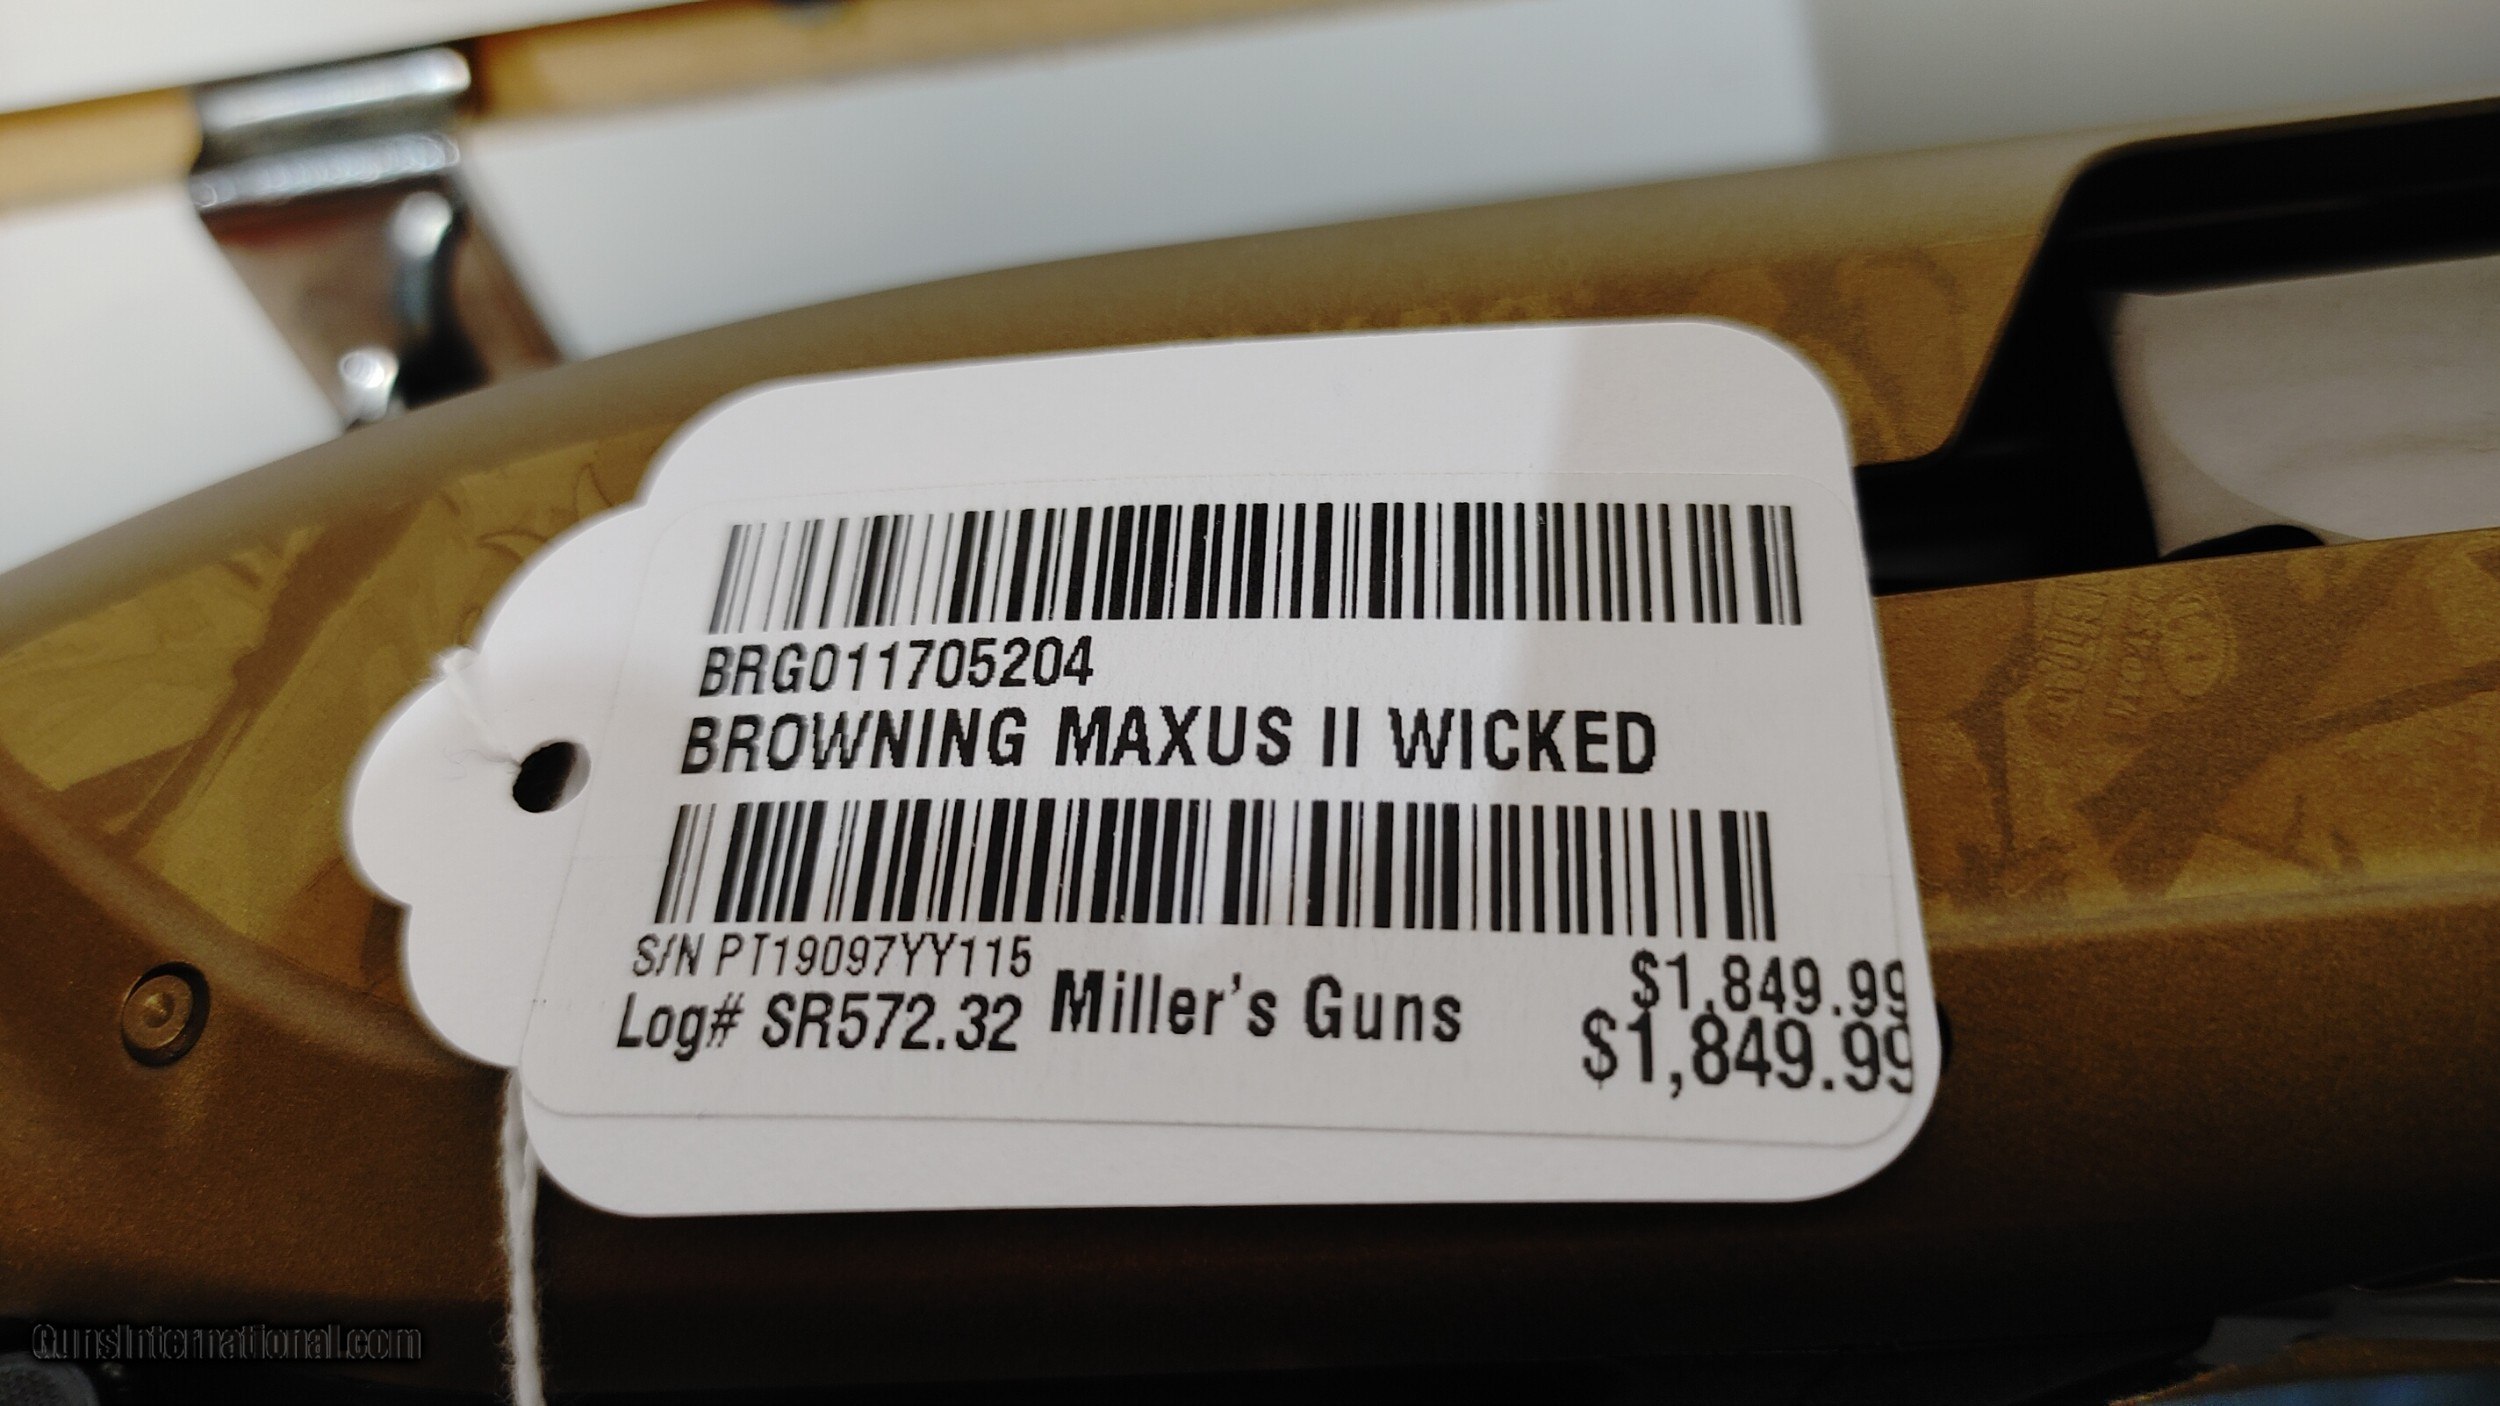 BRG011705204
BROWNING MAXUS II WICKED
S/N PT19097YY115
Log# SR572.32
Miller's Guns
$1,849.99
$1,849.99
GunsInternational.com